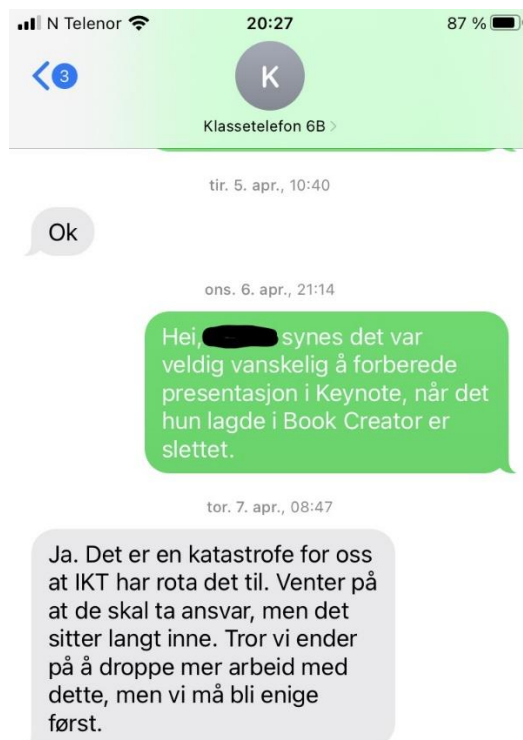 N Telenor 20:27 87 %
3
K
Klassetelefon 6B
tir. 5. apr., 10:40
Ok
ons. 6. apr., 21:14
Hei, synes det var
veldig vanskelig å forberede
presentasjon i Keynote, når det
hun lagde i Book Creator er
slettet.
tor. 7. apr., 08:47
Ja. Det er en katastrofe for oss
at IKT har rota det til. Venter på
at de skal ta ansvar, men det
sitter langt inne. Tror vi ender
på å droppe mer arbeid med
dette, men vi må bli enige
først.